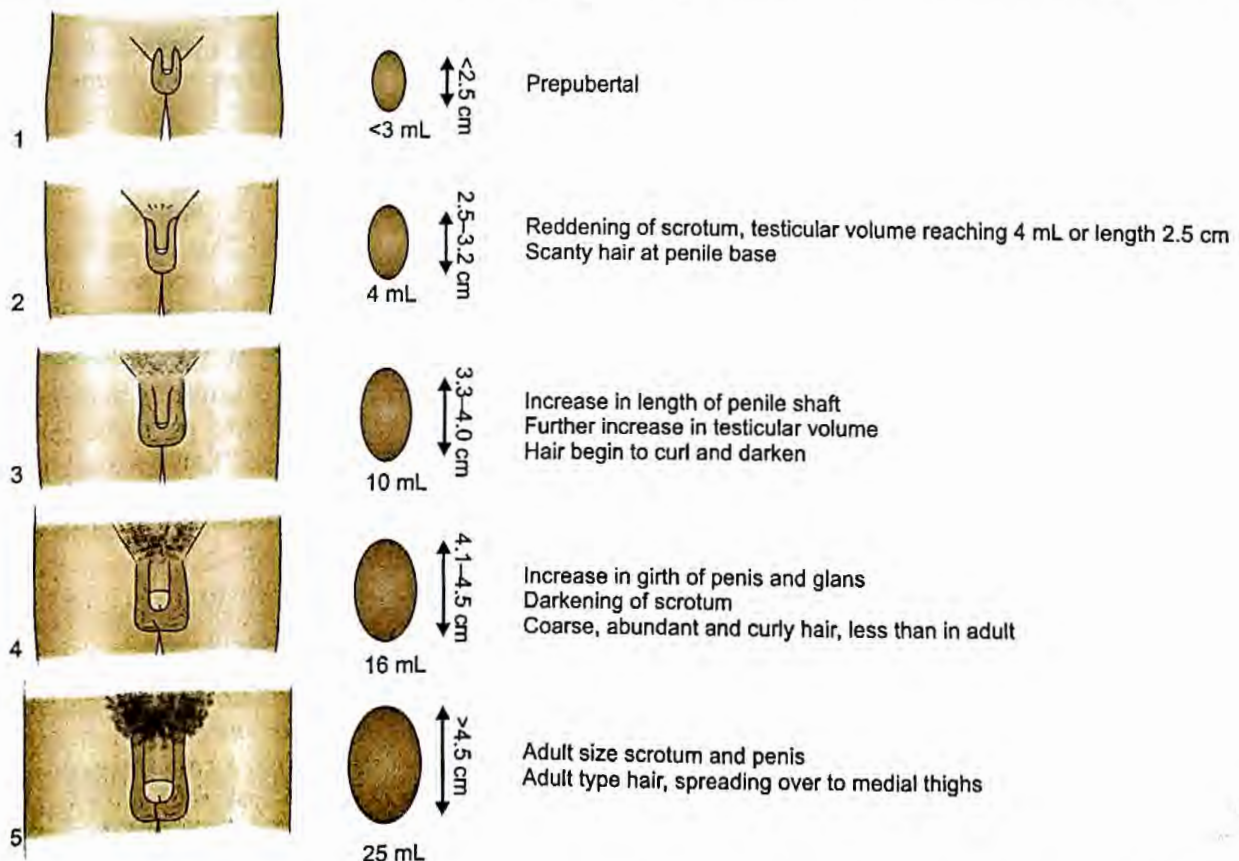 1
<2.5 cm
<3 mL
Prepubertal
2
2.5–3.2 cm
4 mL
Reddening of scrotum, testicular volume reaching 4 mL or length 2.5 cm
Scanty hair at penile base
3
3.3–4.0 cm
10 mL
Increase in length of penile shaft
Further increase in testicular volume
Hair begin to curl and darken
4
4.1–4.5 cm
16 mL
Increase in girth of penis and glans
Darkening of scrotum
Coarse, abundant and curly hair, less than in adult
5
>4.5 cm
25 mL
Adult size scrotum and penis
Adult type hair, spreading over to medial thighs